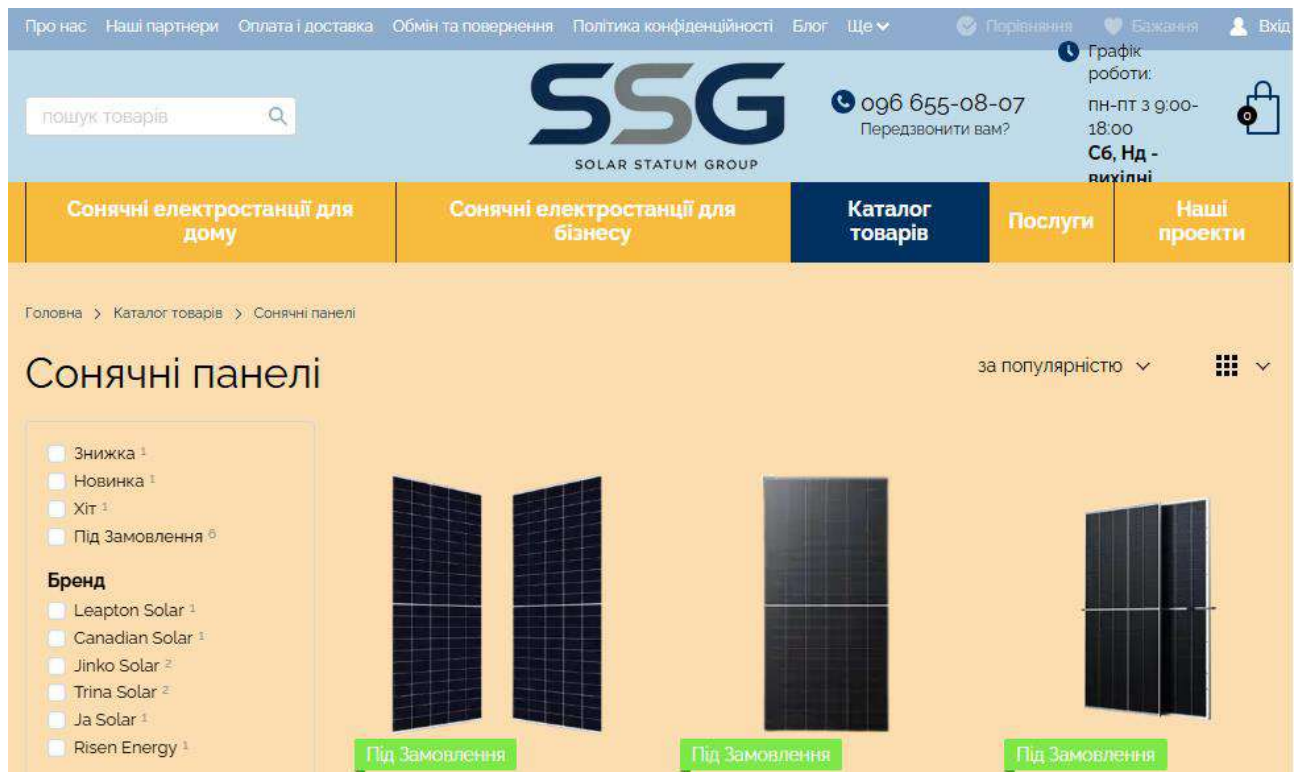 Про нас Наші партнери Оплата і доставка Обмін та повернення Політика конфіденційності Блог Ще Порівняння Бажання Вхід
пошук товарів
SSG
SOLAR STATUM GROUP
096 655-08-07
Передзвонити вам?
Графік
роботи:
пн-пт з 9:00-
18:00
Сб, Нд -
вихідні
0
Сонячні електростанції для
дому
Сонячні електростанції для
бізнесу
Каталог
товарів
Послуги
Наші
проекти
Головна > Каталог товарів > Сонячні панелі
Сонячні панелі
за популярністю
Знижка 1
Новинка 1
Хіт 1
Під Замовлення 6
Бренд
Leapton Solar 1
Canadian Solar 1
Jinko Solar 2
Trina Solar 2
Ja Solar 1
Risen Energy 1
Під Замовлення
Під Замовлення
Під Замовлення